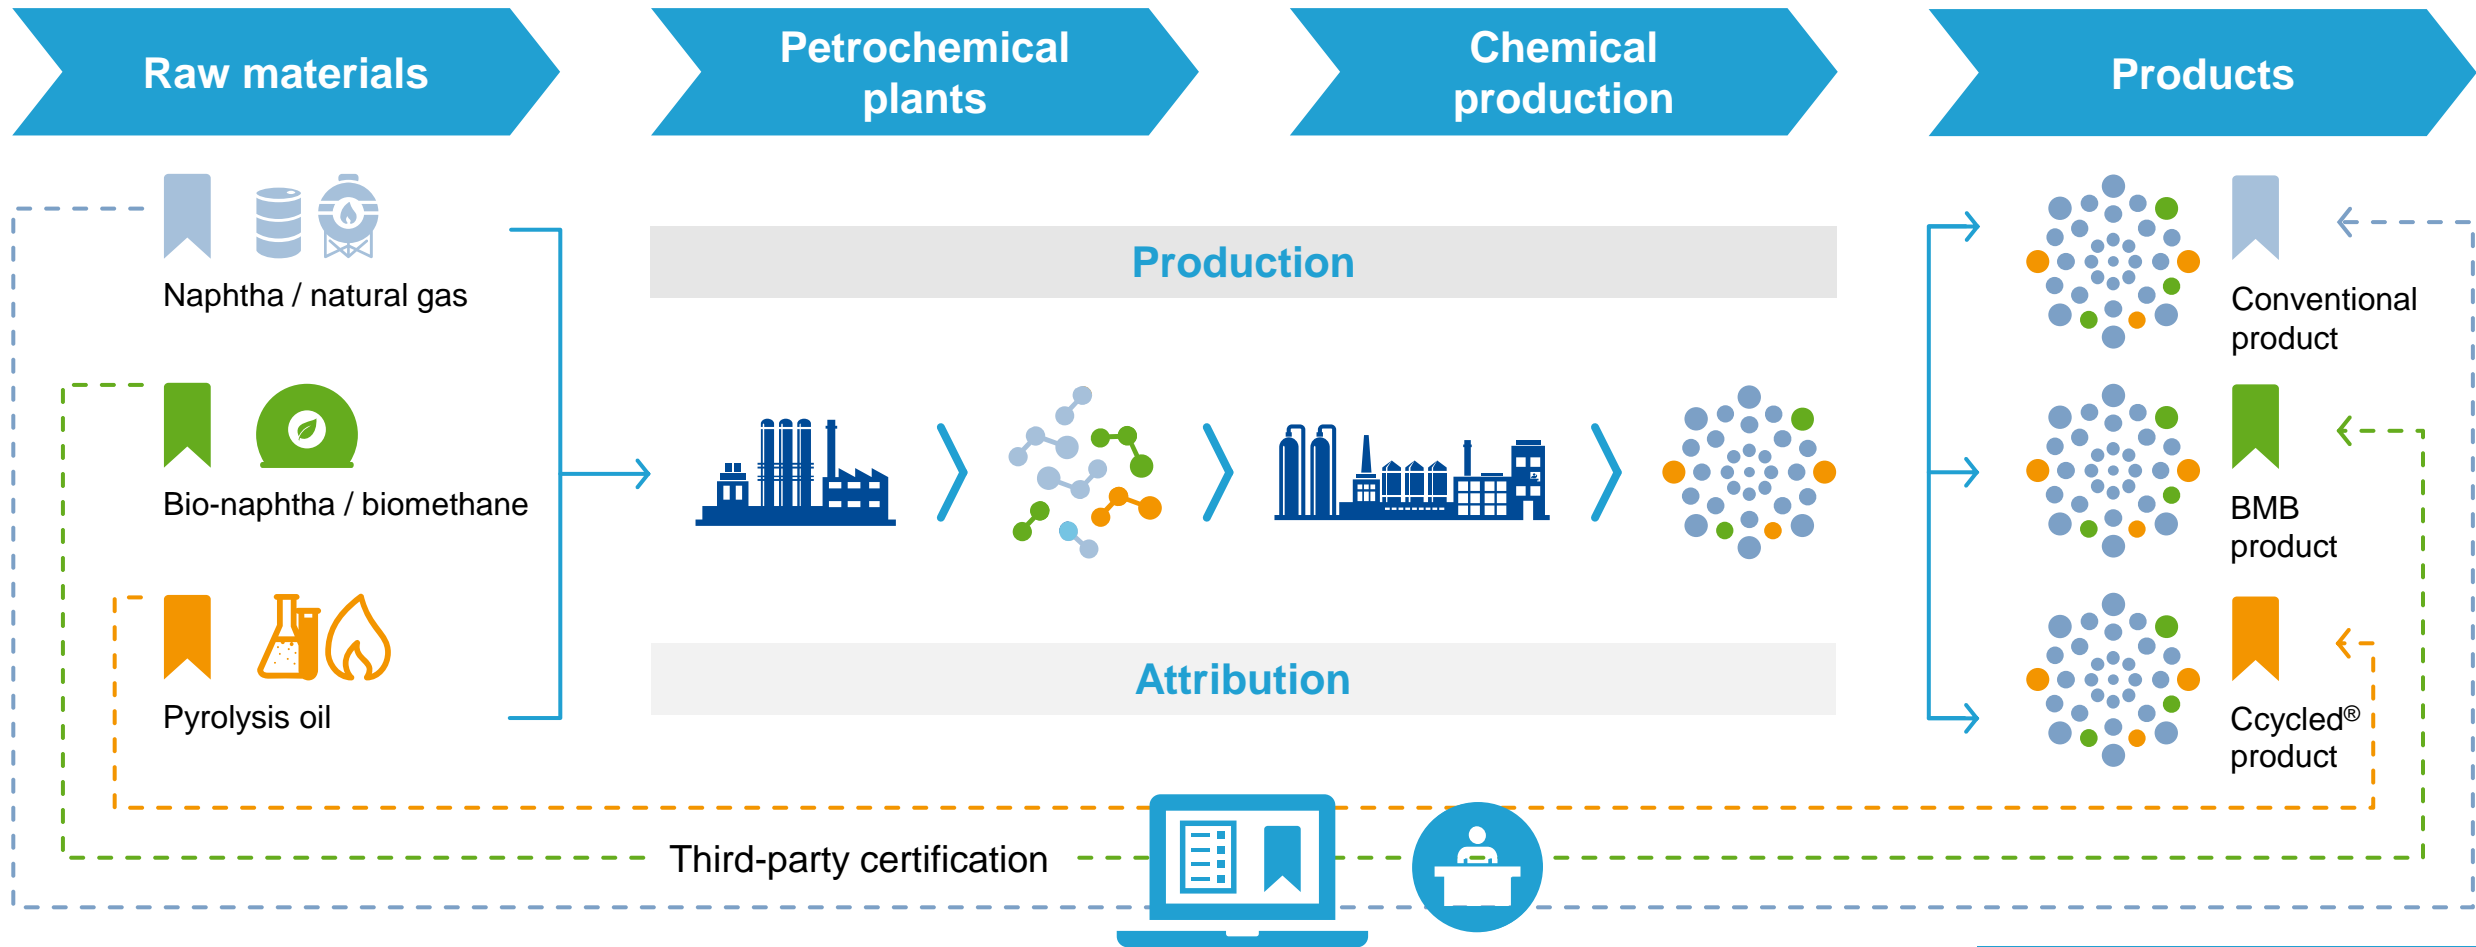 Raw materials
Petrochemical
plants
Chemical
production
Products
Production
Naphtha / natural gas
Conventional
product
Bio-naphtha / biomethane
BMB
product
Attribution
Pyrolysis oil
Ccycled®
product
Third-party certification